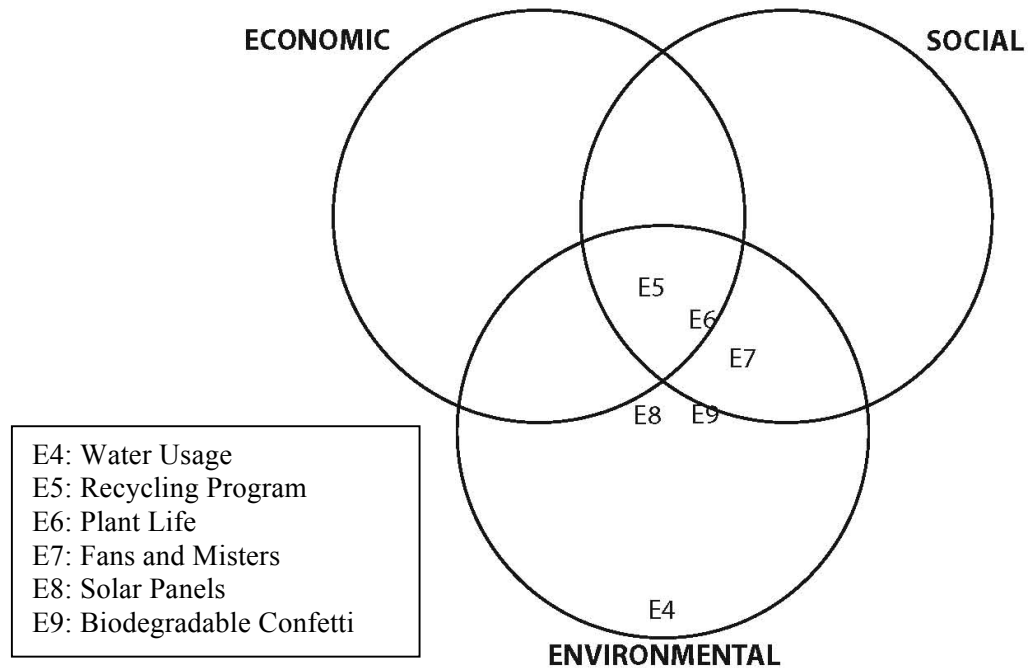 ECONOMIC
SOCIAL
E5
E6
E7
E8 E9
E4: Water Usage
E5: Recycling Program
E6: Plant Life
E7: Fans and Misters
E8: Solar Panels
E9: Biodegradable Confetti
E4
ENVIRONMENTAL